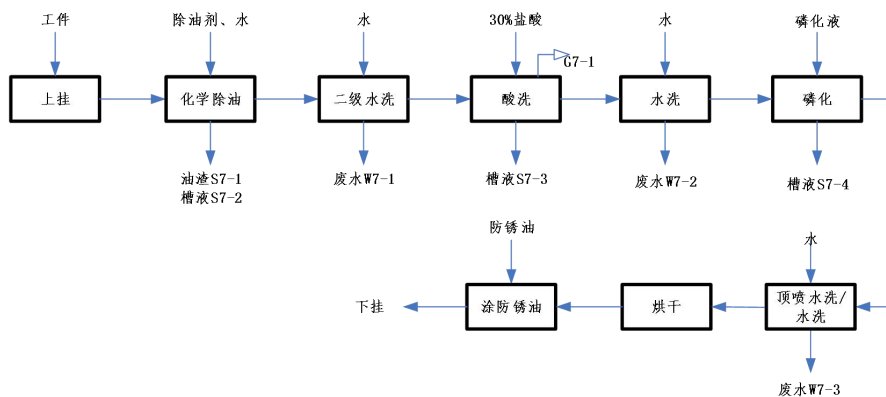 工件
除油剂、水
水
30%盐酸
水
磷化液
G7-1
上挂
化学除油
二级水洗
酸洗
水洗
磷化
油渣S7-1
槽液S7-2
废水W7-1
槽液S7-3
废水W7-2
槽液S7-4
防锈油
水
下挂
涂防锈油
烘干
顶喷水洗/
水洗
废水W7-3